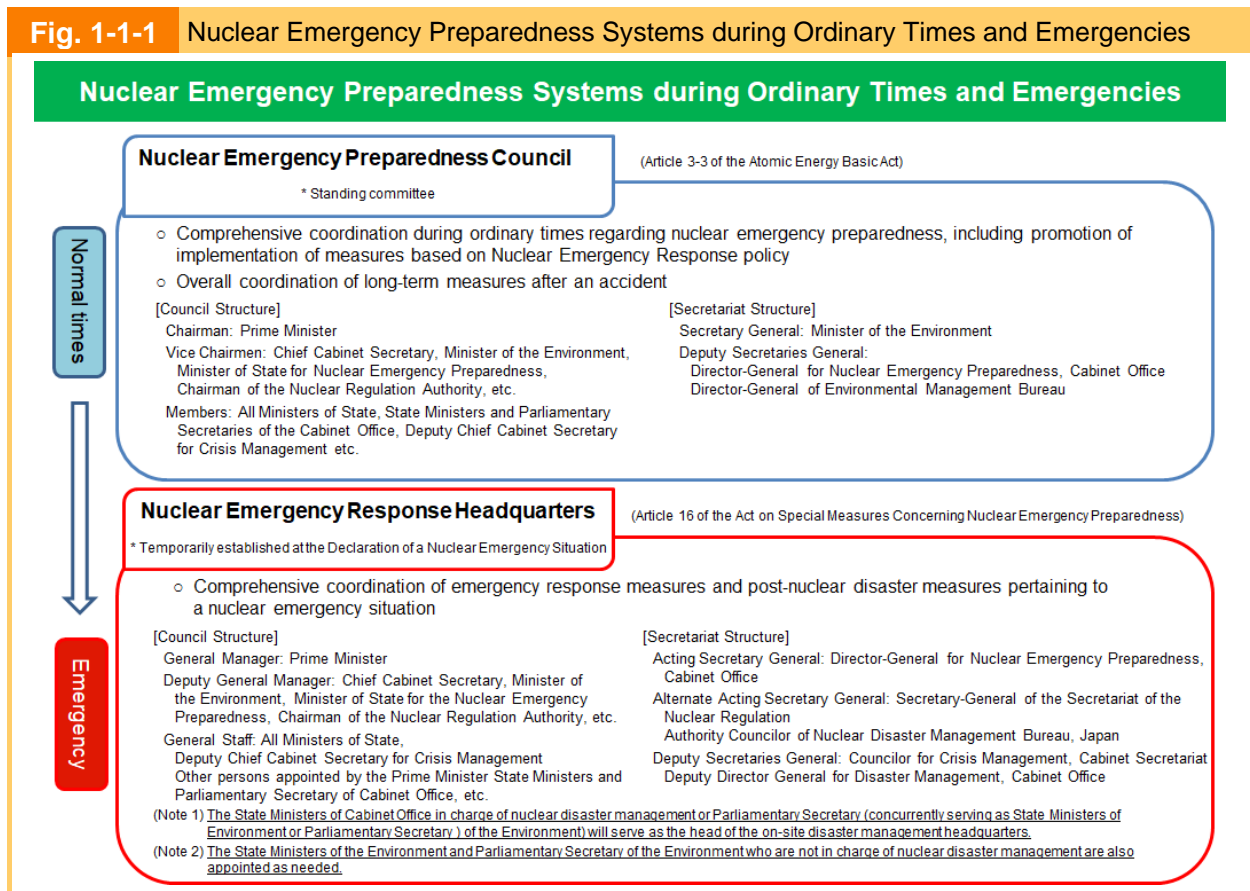 Fig. 1-1-1 Nuclear Emergency Preparedness Systems during Ordinary Times and Emergencies
Nuclear Emergency Preparedness Systems during Ordinary Times and Emergencies
Nuclear Emergency Preparedness Council
(Article 3-3 of the Atomic Energy Basic Act)
* Standing committee
Normal times
○ Comprehensive coordination during ordinary times regarding nuclear emergency preparedness, including promotion of
implementation of measures based on Nuclear Emergency Response policy
○ Overall coordination of long-term measures after an accident
[Council Structure]
Chairman: Prime Minister
Vice Chairmen: Chief Cabinet Secretary, Minister of the Environment,
Minister of State for Nuclear Emergency Preparedness,
Chairman of the Nuclear Regulation Authority, etc.
Members: All Ministers of State, State Ministers and Parliamentary
Secretaries of the Cabinet Office, Deputy Chief Cabinet Secretary
for Crisis Management etc.
[Secretariat Structure]
Secretary General: Minister of the Environment
Deputy Secretaries General:
Director-General for Nuclear Emergency Preparedness, Cabinet Office
Director-General of Environmental Management Bureau
Nuclear Emergency Response Headquarters
(Article 16 of the Act on Special Measures Concerning Nuclear Emergency Preparedness)
* Temporarily established at the Declaration of a Nuclear Emergency Situation
Emergency
○ Comprehensive coordination of emergency response measures and post-nuclear disaster measures pertaining to
a nuclear emergency situation
[Council Structure]
General Manager: Prime Minister
Deputy General Manager: Chief Cabinet Secretary, Minister of
the Environment, Minister of State for the Nuclear Emergency
Preparedness, Chairman of the Nuclear Regulation Authority, etc.
General Staff: All Ministers of State,
Deputy Chief Cabinet Secretary for Crisis Management
Other persons appointed by the Prime Minister State Ministers and
Parliamentary Secretary of Cabinet Office, etc.
[Secretariat Structure]
Acting Secretary General: Director-General for Nuclear Emergency Preparedness,
Cabinet Office
Alternate Acting Secretary General: Secretary-General of the Secretariat of the
Nuclear Regulation
Authority Councilor of Nuclear Disaster Management Bureau, Japan
Deputy Secretaries General: Councilor for Crisis Management, Cabinet Secretariat
Deputy Director General for Disaster Management, Cabinet Office
(Note 1) The State Ministers of Cabinet Office in charge of nuclear disaster management or Parliamentary Secretary (concurrently serving as State Ministers of
Environment or Parliamentary Secretary ) of the Environment) will serve as the head of the on-site disaster management headquarters.
(Note 2) The State Ministers of the Environment and Parliamentary Secretary of the Environment who are not in charge of nuclear disaster management are also
appointed as needed.